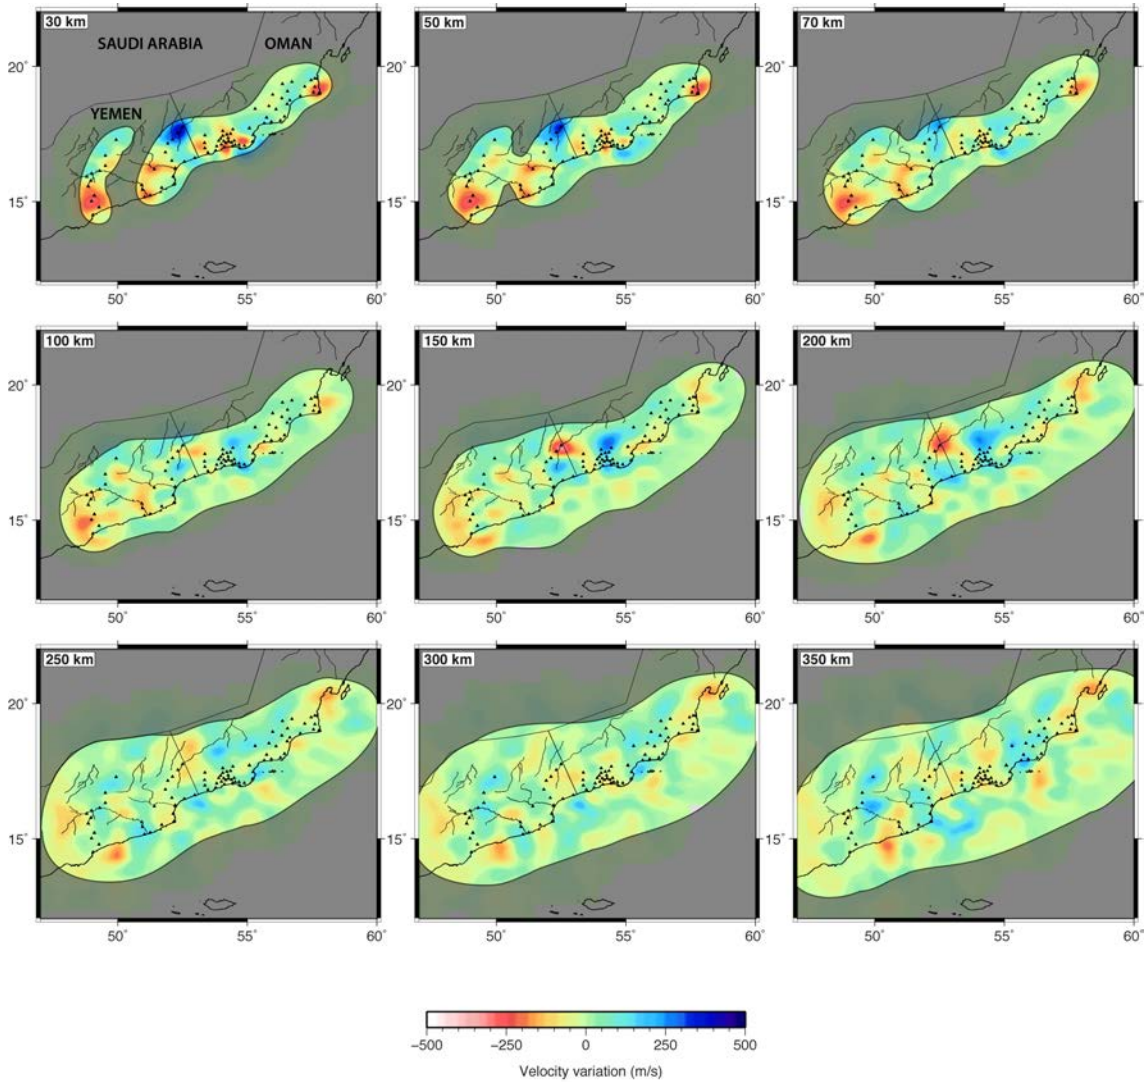 30 km
50 km
70 km
SAUDI ARABIA
OMAN
YEMEN
20°
20°
20°
15°
15°
15°
50° 55° 60°
50° 55° 60°
50° 55° 60°
100 km
150 km
200 km
20°
20°
20°
15°
15°
15°
50° 55° 60°
50° 55° 60°
50° 55° 60°
250 km
300 km
350 km
20°
20°
20°
15°
15°
15°
50° 55° 60°
50° 55° 60°
50° 55° 60°
−500 −250 0 250 500
Velocity variation (m/s)